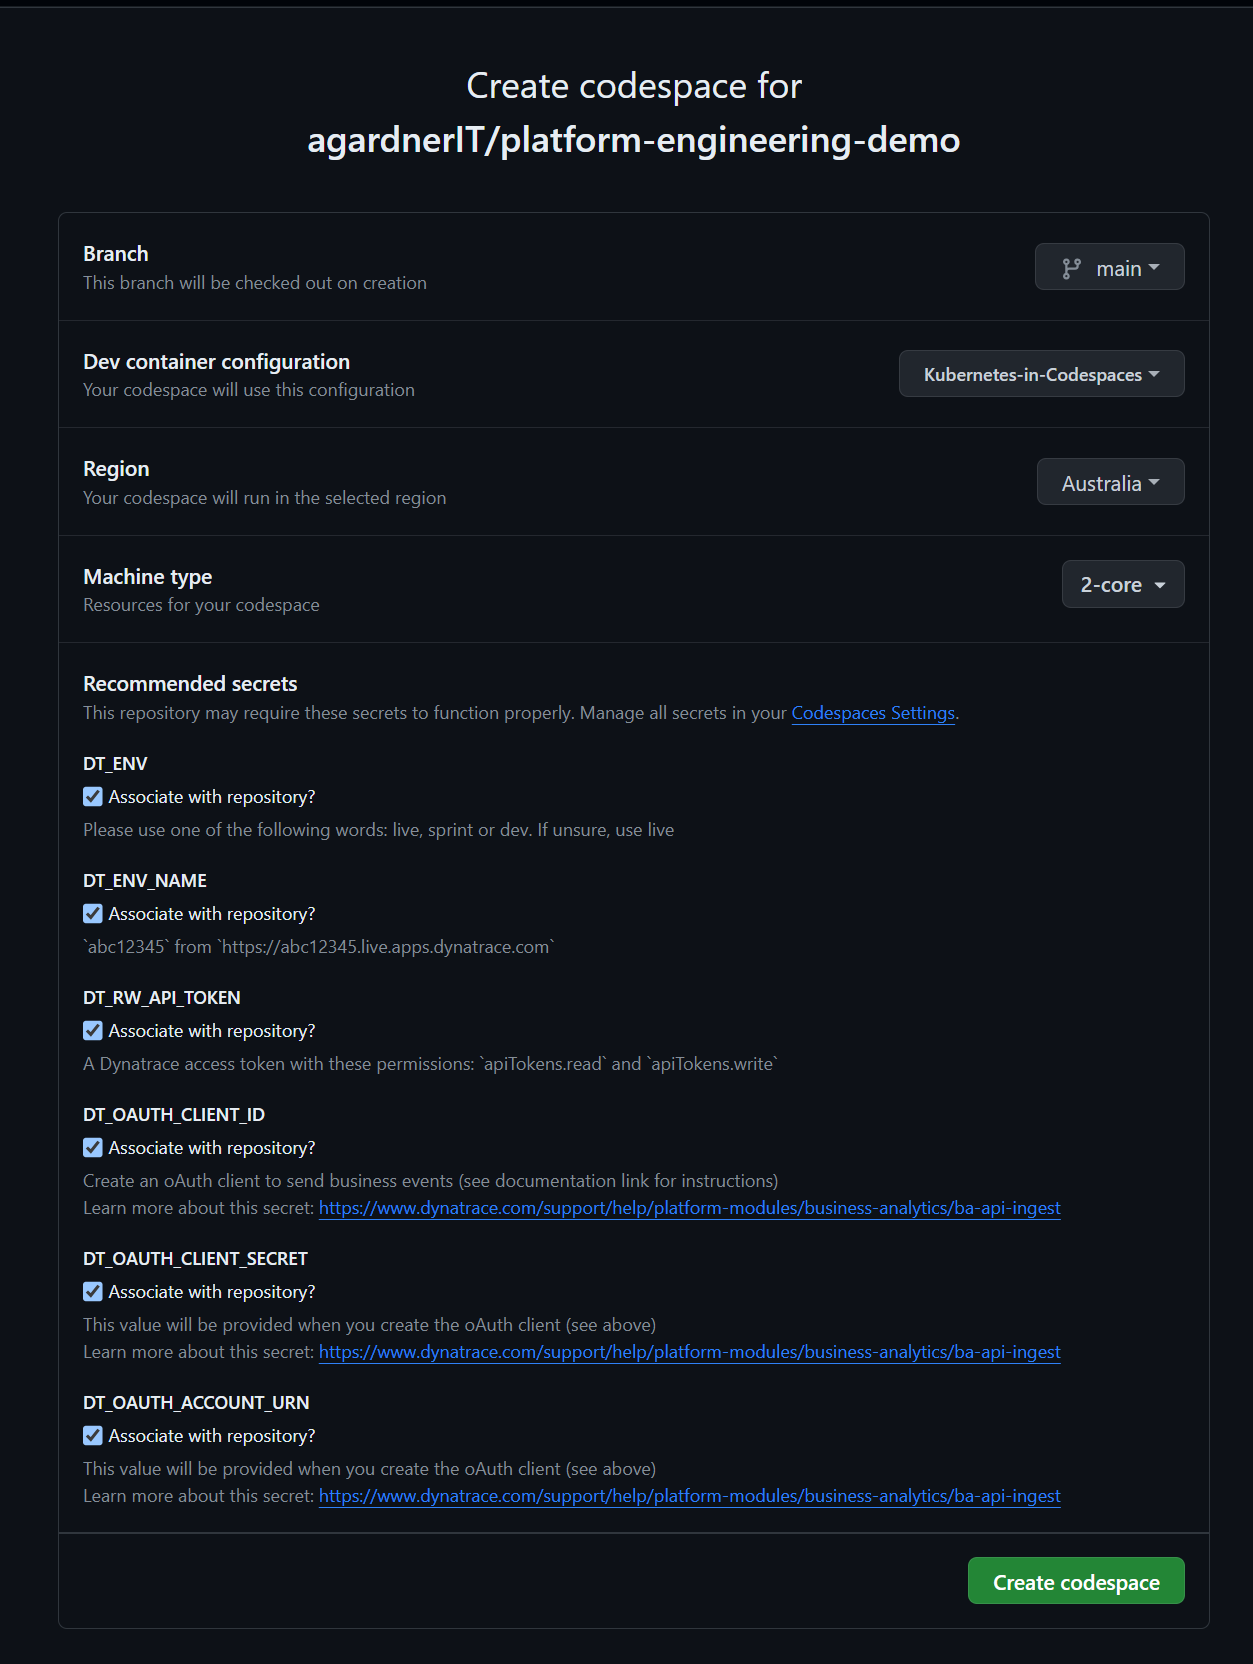 Create codespace for
agardnerIT/platform-engineering-demo
Branch
This branch will be checked out on creation
main
Dev container configuration
Your codespace will use this configuration
Kubernetes-in-Codespaces
Region
Your codespace will run in the selected region
Australia
Machine type
Resources for your codespace
2-core
Recommended secrets
This repository may require these secrets to function properly. Manage all secrets in your Codespaces Settings.
DT_ENV
Associate with repository?
Please use one of the following words: live, sprint or dev. If unsure, use live
DT_ENV_NAME
Associate with repository?
`abc12345` from `https://abc12345.live.apps.dynatrace.com`
DT_RW_API_TOKEN
Associate with repository?
A Dynatrace access token with these permissions: `apiTokens.read` and `apiTokens.write`
DT_OAUTH_CLIENT_ID
Associate with repository?
Create an oAuth client to send business events (see documentation link for instructions)
Learn more about this secret: https://www.dynatrace.com/support/help/platform-modules/business-analytics/ba-api-ingest
DT_OAUTH_CLIENT_SECRET
Associate with repository?
This value will be provided when you create the oAuth client (see above)
Learn more about this secret: https://www.dynatrace.com/support/help/platform-modules/business-analytics/ba-api-ingest
DT_OAUTH_ACCOUNT_URN
Associate with repository?
This value will be provided when you create the oAuth client (see above)
Learn more about this secret: https://www.dynatrace.com/support/help/platform-modules/business-analytics/ba-api-ingest
Create codespace